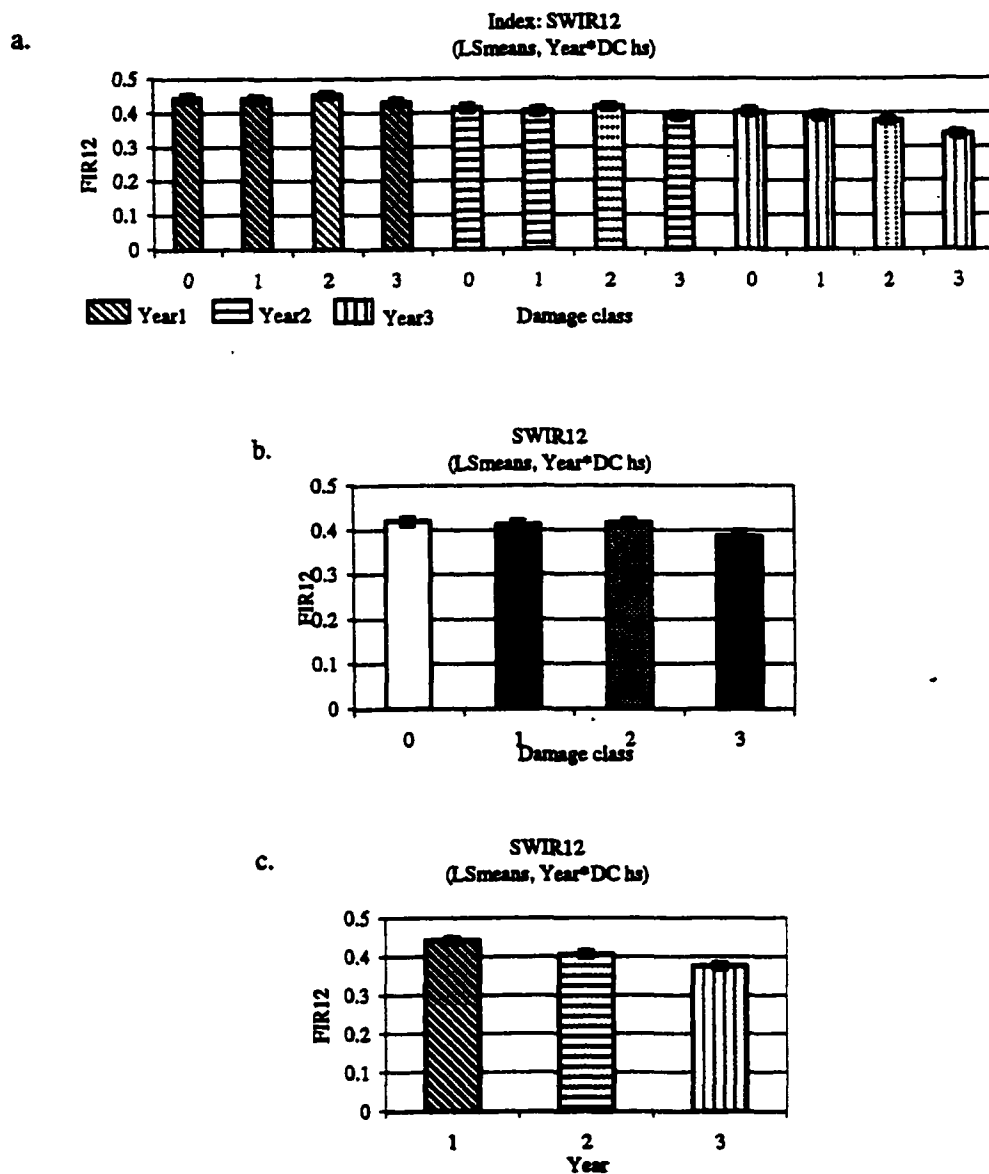 a.
Index: SWIR12
(LSmeans, Year*DC hs)
FIR12
0.5
0.4
0.3
0.2
0.1
0
0 1 2 3 0 1 2 3 0 1 2 3
Year1 Year2 Year3 Damage class
b.
SWIR12
(LSmeans, Year*DC hs)
FIR12
0.5
0.4
0.3
0.2
0.1
0
0 1 2 3
Damage class
c.
SWIR12
(LSmeans, Year*DC hs)
FIR12
0.5
0.4
0.3
0.2
0.1
0
1 2 3
Year